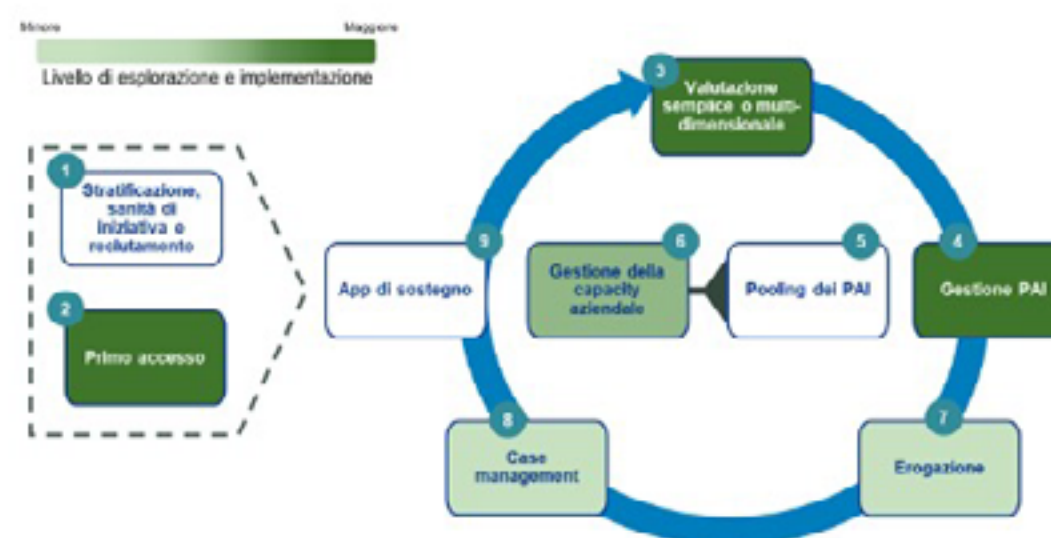 Minore Maggiore
Livello di esplorazione e implementazione
1
Stratificazione,
sanità di
iniziativa e
reclutamento
2
Primo accesso
3
Valutazione
semplice o multi-
dimensionale
9
App di sostegno
6
Gestione della
capacity
aziendale
5
Pooling dei PAI
4
Gestione PAI
8
Case
management
7
Erogazione